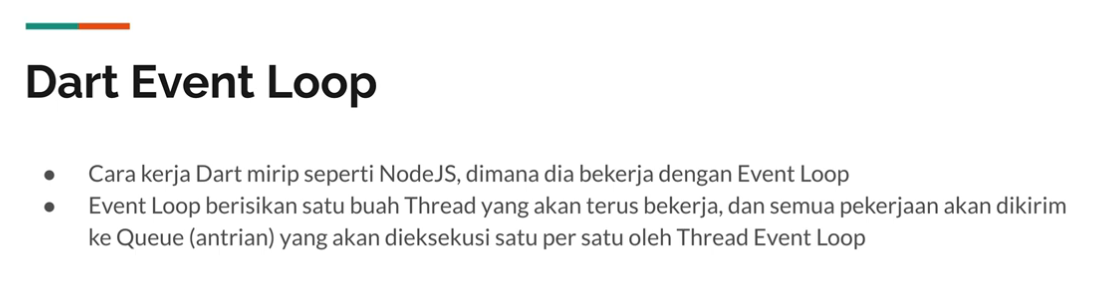 Dart Event Loop
● Cara kerja Dart mirip seperti NodeJS, dimana dia bekerja dengan Event Loop
● Event Loop berisikan satu buah Thread yang akan terus bekerja, dan semua pekerjaan akan dikirim
ke Queue (antrian) yang akan dieksekusi satu per satu oleh Thread Event Loop